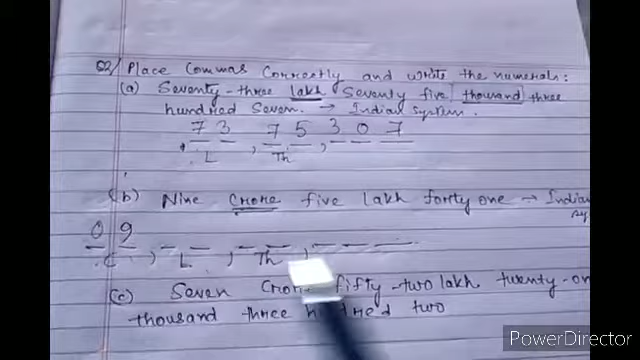 Q2/ Place Commas Correctly and write the numerals:
(a) Seventy-three lakh Seventy five thousand three
hundred Seven. → Indian System.
7 3 7 5 3 0 7
L , Th ,
(b) Nine Crore five lakh forty one → Indian
Sy
0 9
C , L , Th ,
(c) Seven Crore fifty-two lakh twenty-on
thousand three hundred two
PowerDirector